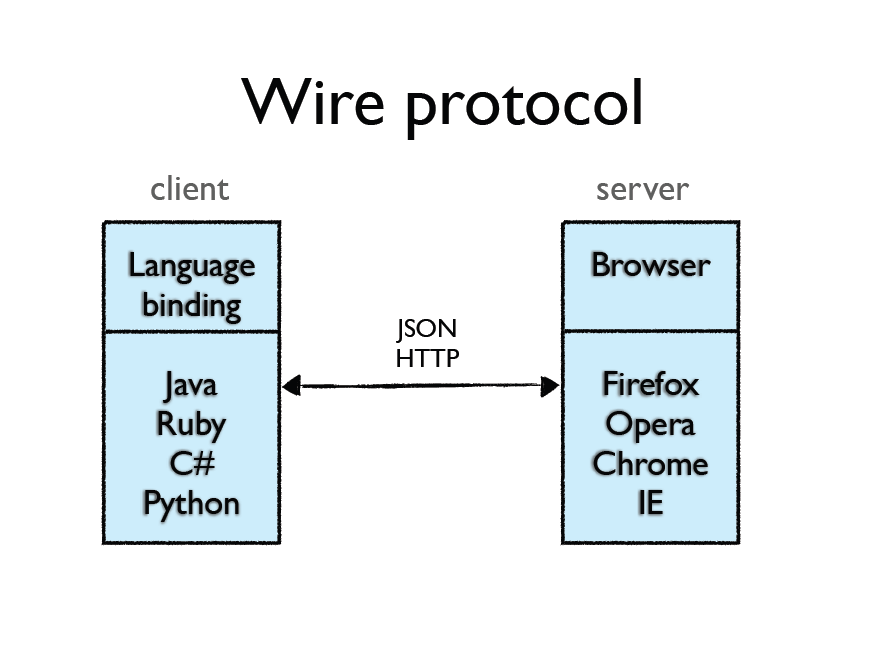 Wire protocol
client
server
Language
binding
Browser
JSON
HTTP
Java
Ruby
C#
Python
Firefox
Opera
Chrome
IE